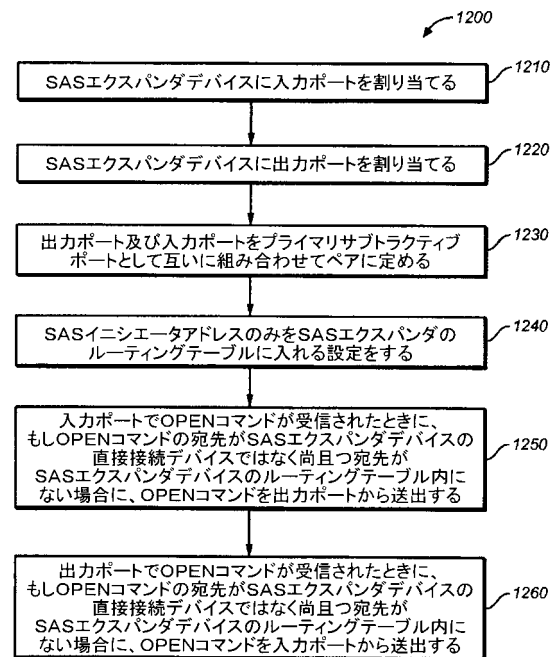 1200
SASエクスパンダデバイスに入力ポートを割り当てる
1210
SASエクスパンダデバイスに出力ポートを割り当てる
1220
出力ポート及び入力ポートをプライマリサブトラクティブ
ポートとして互いに組み合わせてペアに定める
1230
SASイニシエータアドレスのみをSASエクスパンダの
ルーティングテーブルに入れる設定をする
1240
入力ポートでOPENコマンドが受信されたときに、
もしOPENコマンドの宛先がSASエクスパンダデバイスの
直接接続デバイスではなく尚且つ宛先が
SASエクスパンダデバイスのルーティングテーブル内に
ない場合に、OPENコマンドを出力ポートから送出する
1250
出力ポートでOPENコマンドが受信されたときに、
もしOPENコマンドの宛先がSASエクスパンダデバイスの
直接接続デバイスではなく尚且つ宛先が
SASエクスパンダデバイスのルーティングテーブル内に
ない場合に、OPENコマンドを入力ポートから送出する
1260